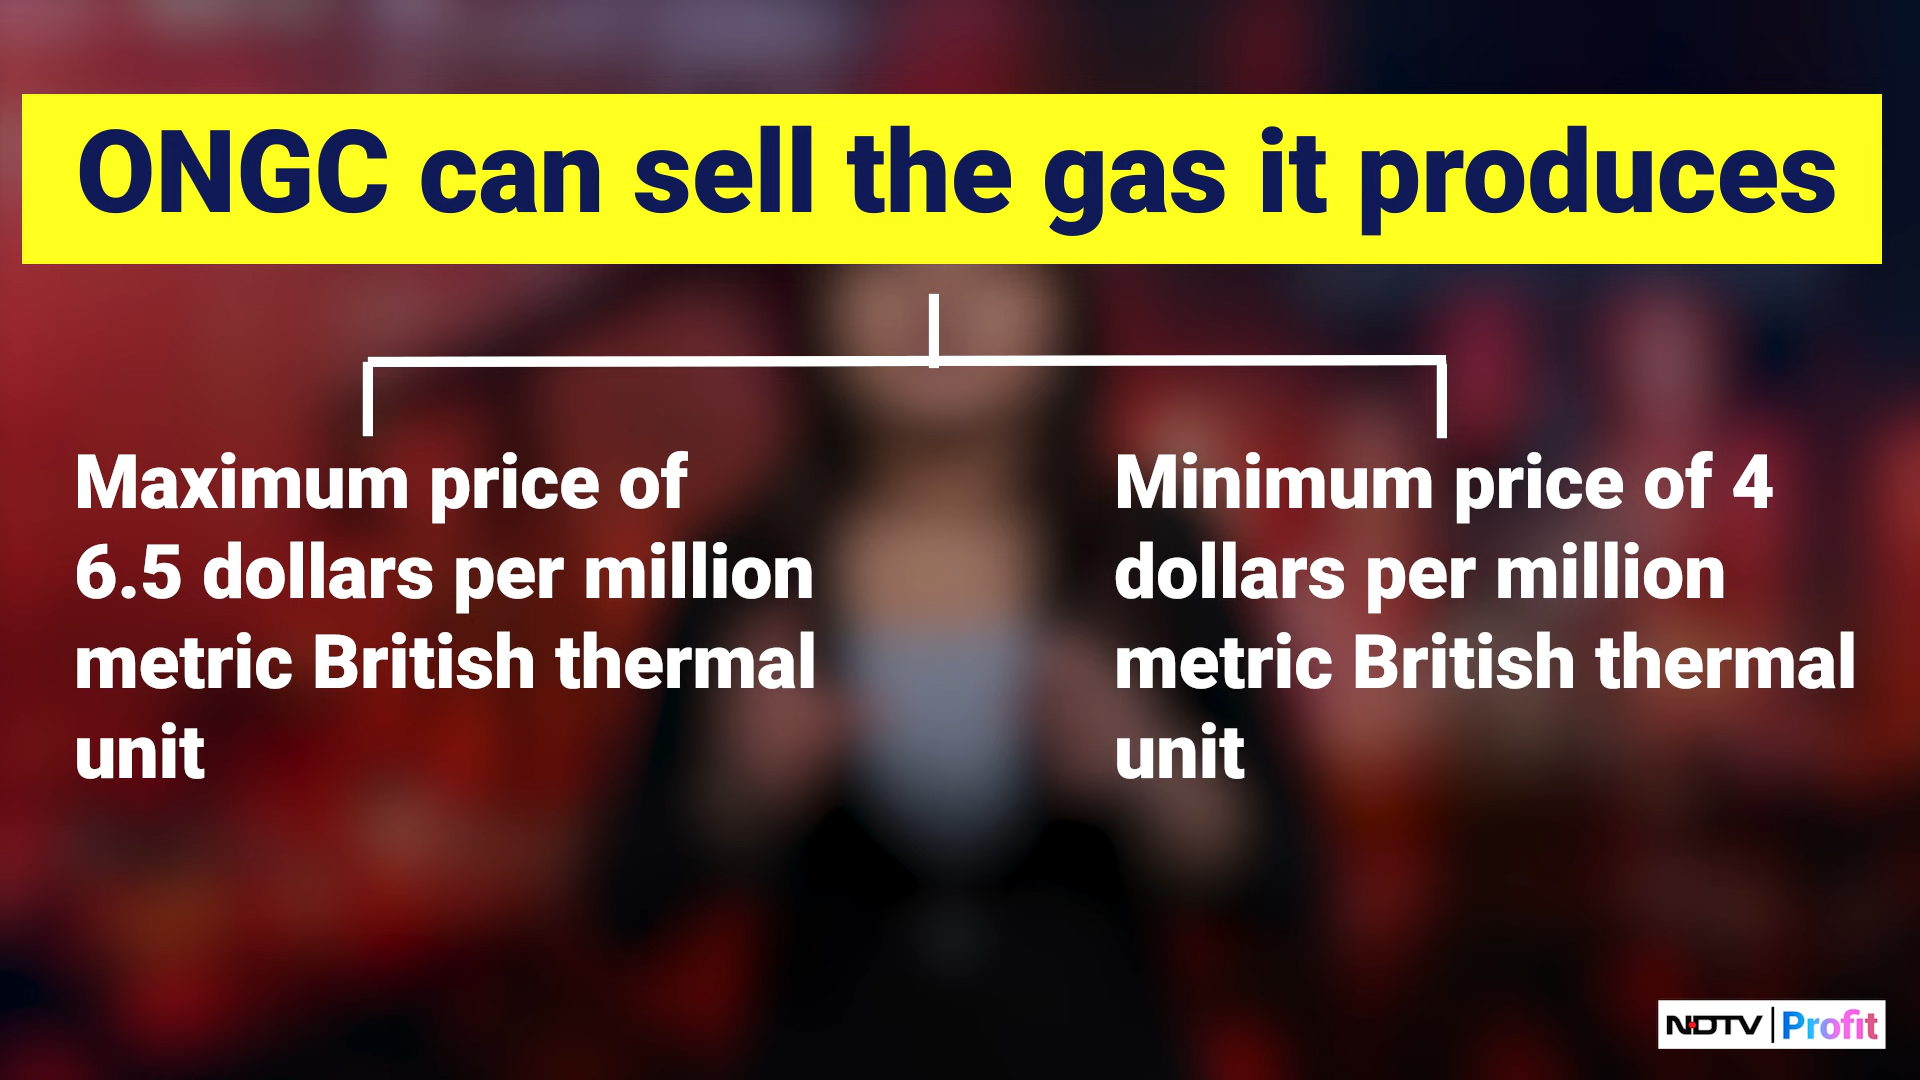 ONGC can sell the gas it produces
Maximum price of
6.5 dollars per million
metric British thermal
unit
Minimum price of 4
dollars per million
metric British thermal
unit
NDTV Profit